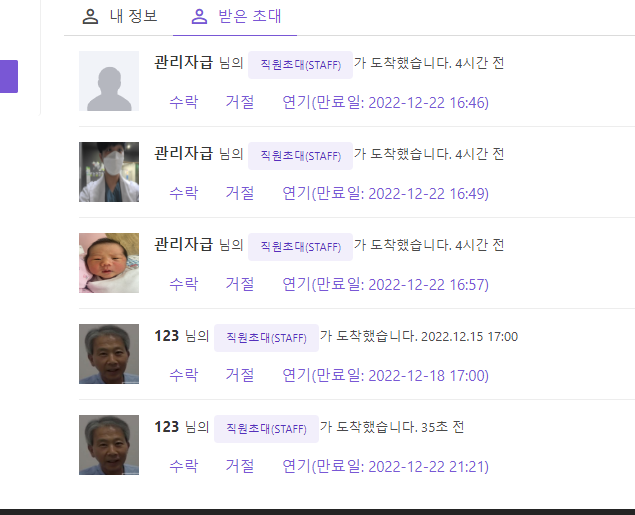 내 정보 받은 초대
관리자급 님의 직원초대(STAFF) 가 도착했습니다. 4시간 전
수락 거절 연기(만료일: 2022-12-22 16:46)
관리자급 님의 직원초대(STAFF) 가 도착했습니다. 4시간 전
수락 거절 연기(만료일: 2022-12-22 16:49)
관리자급 님의 직원초대(STAFF) 가 도착했습니다. 4시간 전
수락 거절 연기(만료일: 2022-12-22 16:57)
123 님의 직원초대(STAFF) 가 도착했습니다. 2022.12.15 17:00
수락 거절 연기(만료일: 2022-12-18 17:00)
123 님의 직원초대(STAFF) 가 도착했습니다. 35초 전
수락 거절 연기(만료일: 2022-12-22 21:21)